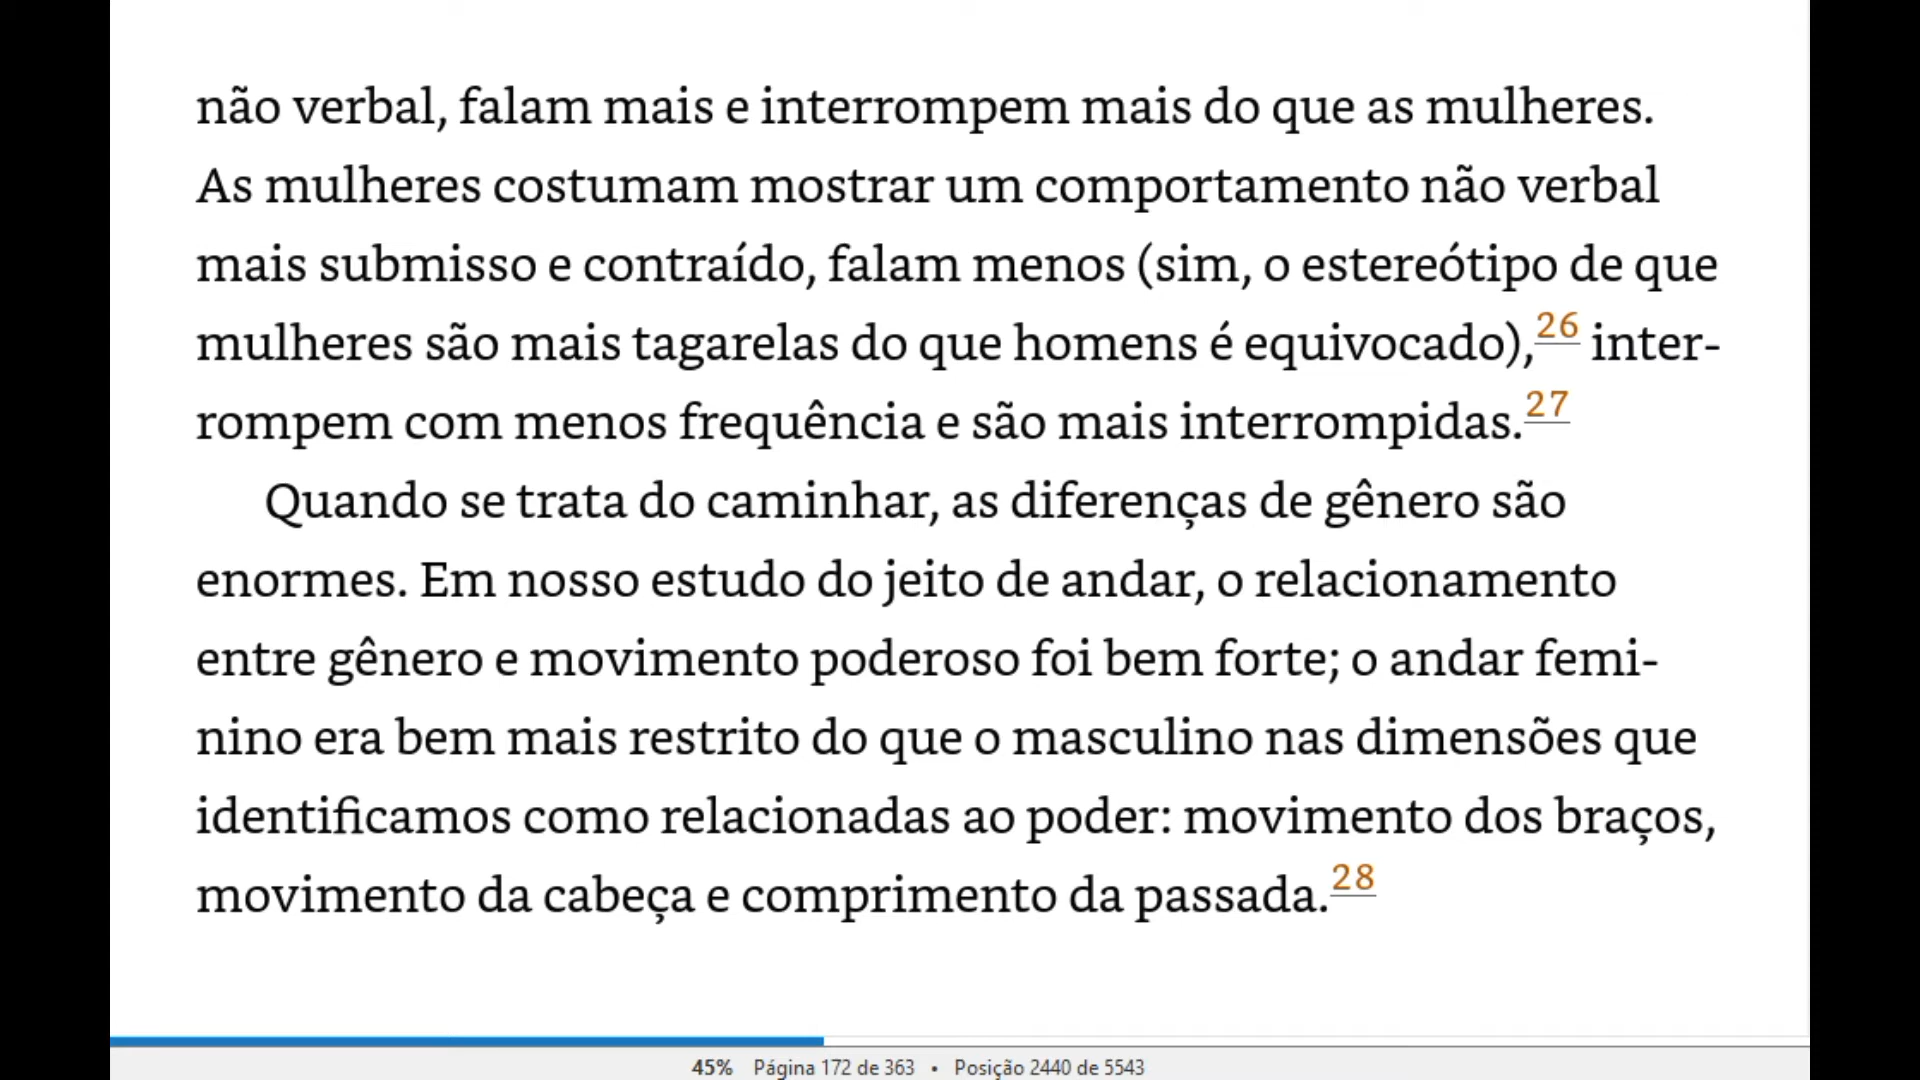 não verbal, falam mais e interrompem mais do que as mulheres.
As mulheres costumam mostrar um comportamento não verbal
mais submisso e contraído, falam menos (sim, o estereótipo de que
mulheres são mais tagarelas do que homens é equivocado),26 inter-
rompem com menos frequência e são mais interrompidas.27
Quando se trata do caminhar, as diferenças de gênero são
enormes. Em nosso estudo do jeito de andar, o relacionamento
entre gênero e movimento poderoso foi bem forte; o andar femi-
nino era bem mais restrito do que o masculino nas dimensões que
identificamos como relacionadas ao poder: movimento dos braços,
movimento da cabeça e comprimento da passada.28
45% Página 172 de 363 • Posição 2440 de 5543